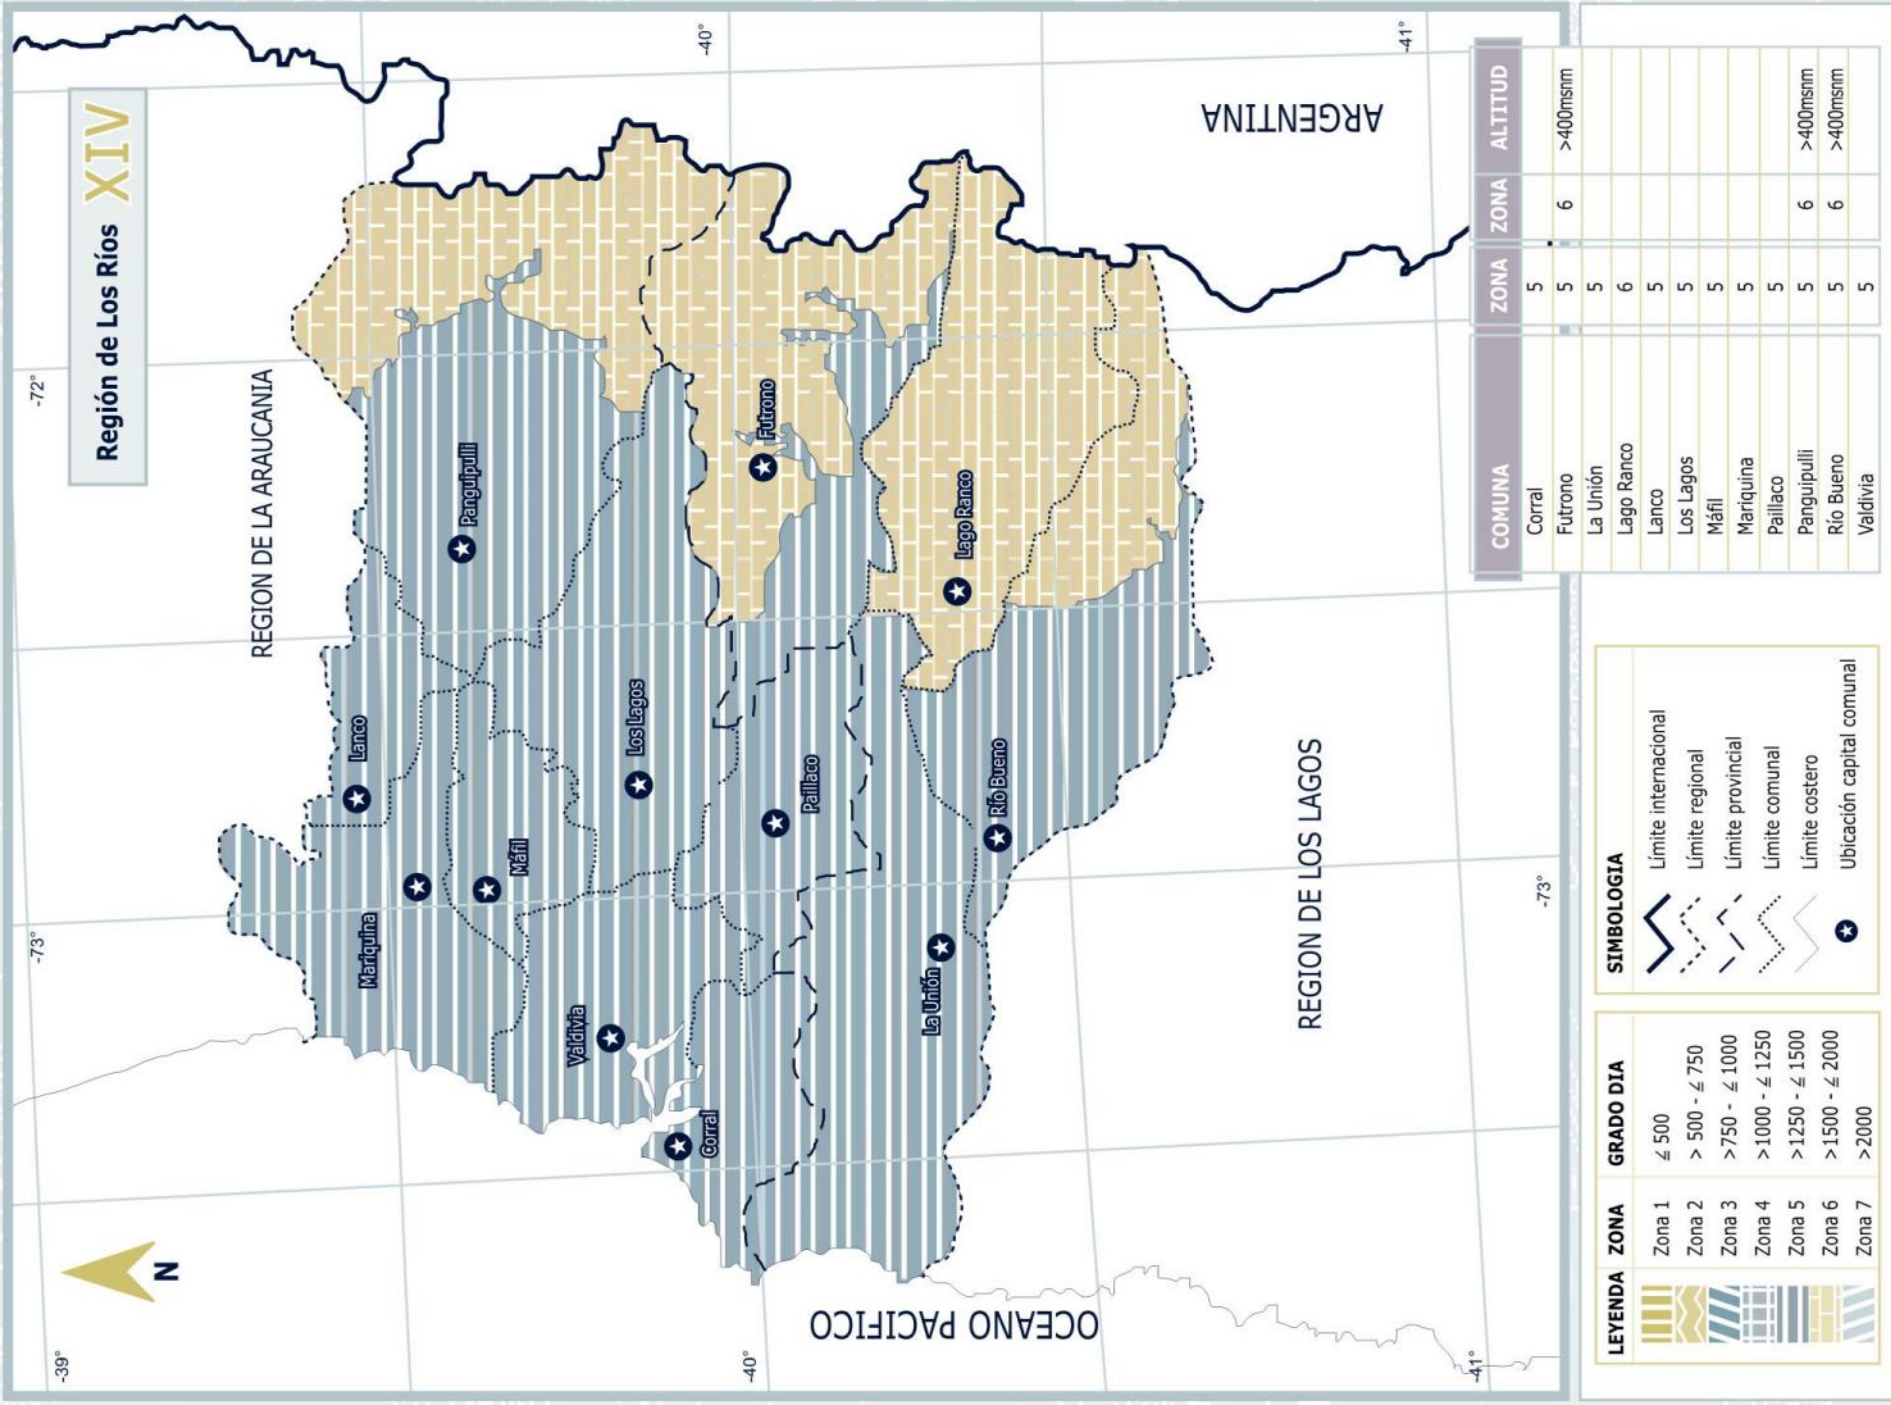 Región de Los Ríos XIV
-39°
-40°
-41°
-72°
-73°
-40°
-41°
-73°
N
REGION DE LA ARAUCANIA
ARGENTINA
OCEANO PACIFICO
REGION DE LOS LAGOS
Lanco
Panguipulli
Mariquina
Máfil
Los Lagos
Futrono
Valdivia
Corral
Paillaco
Lago Ranco
La Unión
Río Bueno
COMUNA ZONA ZONA ALTITUD
Corral 5
Futrono 5 6 >400msnm
La Unión 5
Lago Ranco 6
Lanco 5
Los Lagos 5
Máfil 5
Mariquina 5
Paillaco 5
Panguipulli 5 6 >400msnm
Río Bueno 5 6 >400msnm
Valdivia 5
SIMBOLOGIA
Límite internacional
Límite regional
Límite provincial
Límite comunal
Límite costero
Ubicación capital comunal
LEYENDA ZONA GRADO DIA
Zona 1 ≤ 500
Zona 2 > 500 - ≤ 750
Zona 3 >750 - ≤ 1000
Zona 4 >1000 - ≤ 1250
Zona 5 >1250 - ≤ 1500
Zona 6 >1500 - ≤ 2000
Zona 7 >2000